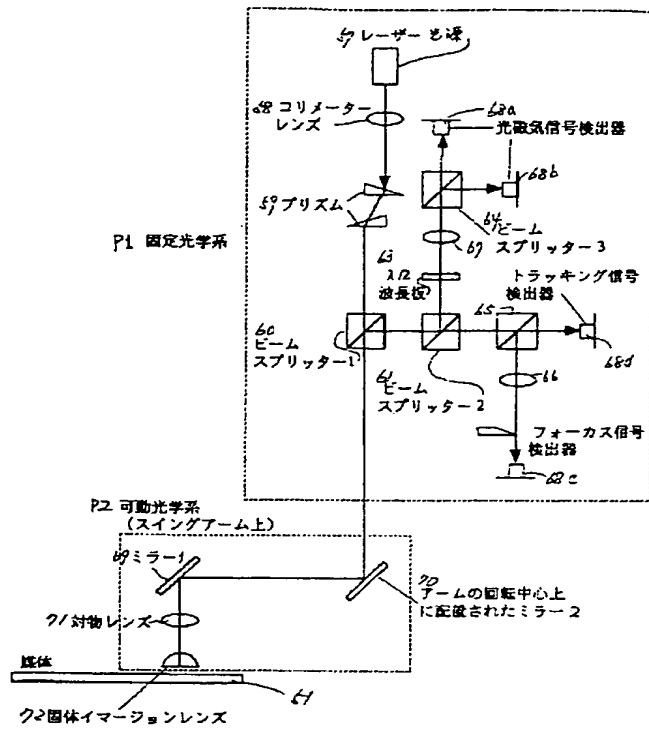 57 レーザー光源
58 コリメーター
レンズ
68a
光磁気信号検出器
68b
59 プリズム
64 ビーム
スプリッター3
67
P1 固定光学系
63
λ/2
波長板
トラッキング信号
検出器
65
60
ビーム
スプリッター1
61
ビーム
スプリッター2
68d
66
フォーカス信号
検出器
68c
P2 可動光学系
(スイングアーム上)
69 ミラー1
70
アームの回転中心上
に配設されたミラー2
71 対物レンズ
媒体
51
72 固体イマージョンレンズ